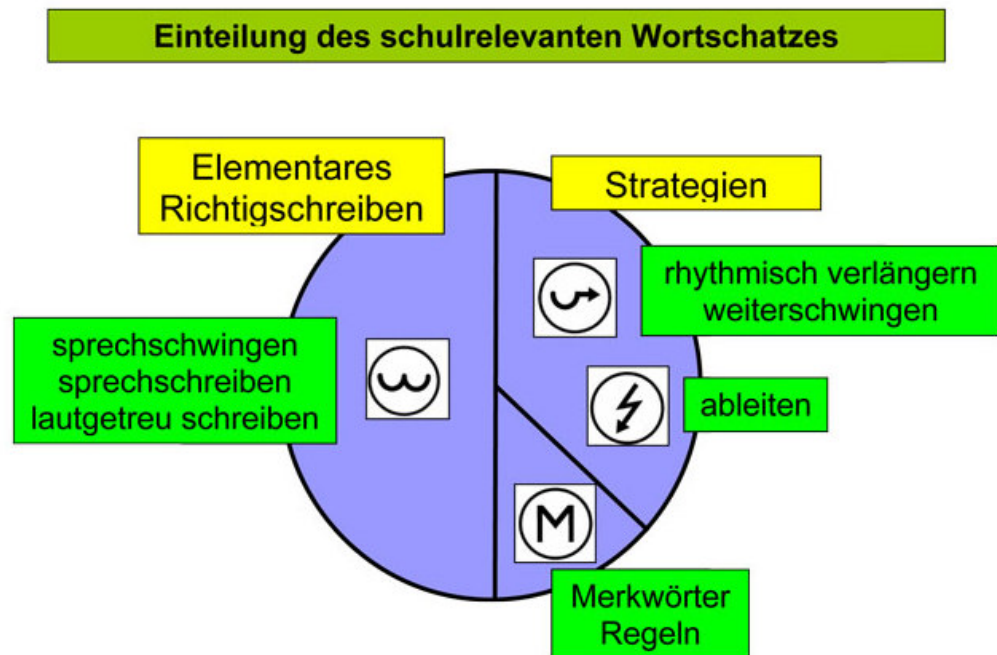 Einteilung des schulrelevanten Wortschatzes
Elementares
Richtigschreiben
Strategien
rhythmisch verlängern
weiterschwingen
sprechschwingen
sprechschreiben
lautgetreu schreiben
ableiten
M
Merkwörter
Regeln